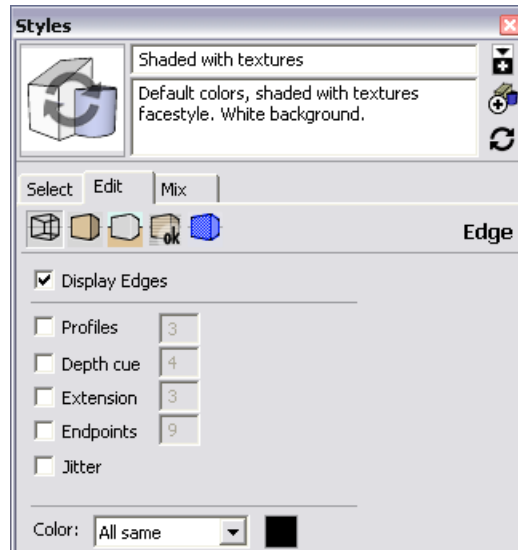 Styles
Shaded with textures
Default colors, shaded with textures
facestyle. White background.
Select Edit Mix
ok
Edge
Display Edges
Profiles 3
Depth cue 4
Extension 3
Endpoints 9
Jitter
Color: All same